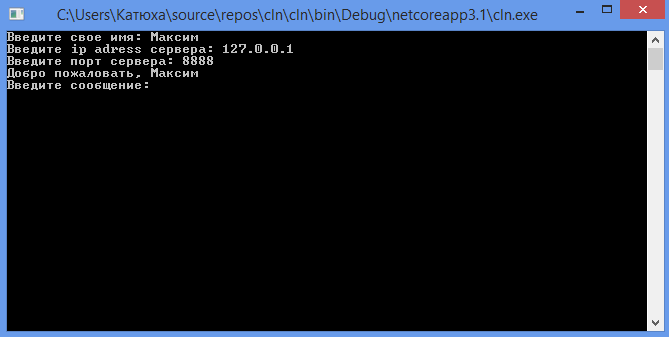 C:\Users\Катюха\source\repos\cln\cln\bin\Debug\netcoreapp3.1\cln.exe
Введите свое имя: Максим
Введите ip adress сервера: 127.0.0.1
Введите порт сервера: 8888
Добро пожаловать, Максим
Введите сообщение: